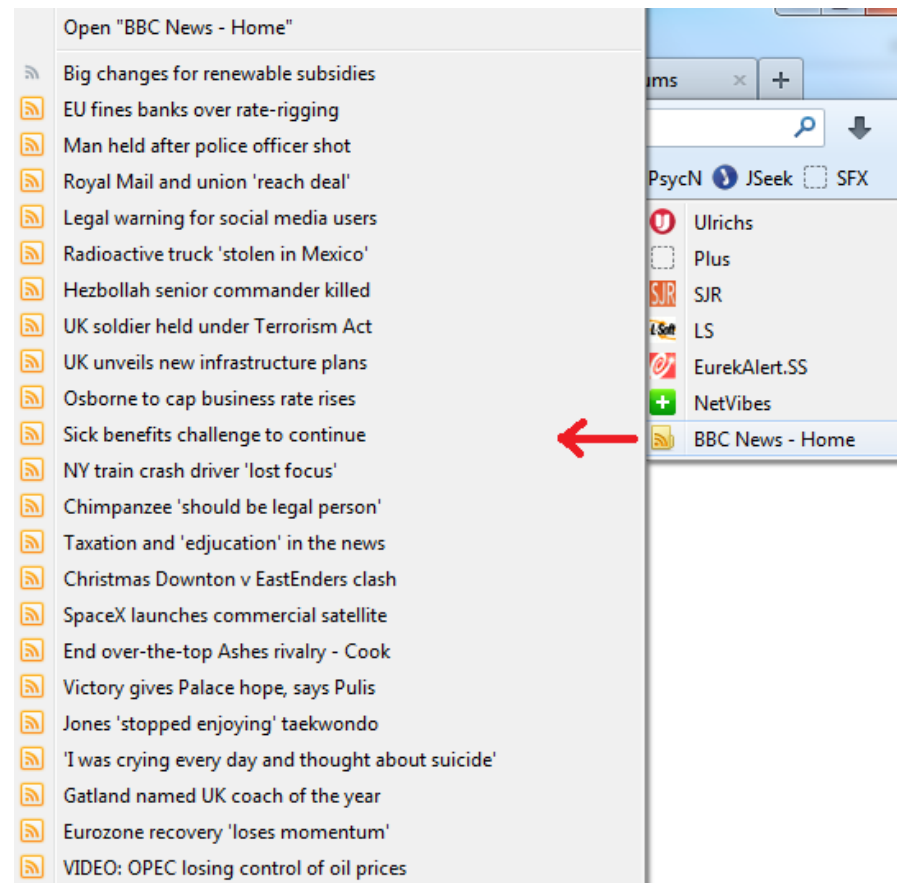 Open "BBC News - Home"
Big changes for renewable subsidies
EU fines banks over rate-rigging
Man held after police officer shot
Royal Mail and union 'reach deal'
Legal warning for social media users
Radioactive truck 'stolen in Mexico'
Hezbollah senior commander killed
UK soldier held under Terrorism Act
UK unveils new infrastructure plans
Osborne to cap business rate rises
Sick benefits challenge to continue
NY train crash driver 'lost focus'
Chimpanzee 'should be legal person'
Taxation and 'edjucation' in the news
Christmas Downton v EastEnders clash
SpaceX launches commercial satellite
End over-the-top Ashes rivalry - Cook
Victory gives Palace hope, says Pulis
Jones 'stopped enjoying' taekwondo
'I was crying every day and thought about suicide'
Gatland named UK coach of the year
Eurozone recovery 'loses momentum'
VIDEO: OPEC losing control of oil prices
ums
PsycN JSeek SFX
Ulrichs
Plus
SJR SJR
L-Soft LS
EurekAlert.SS
NetVibes
BBC News - Home